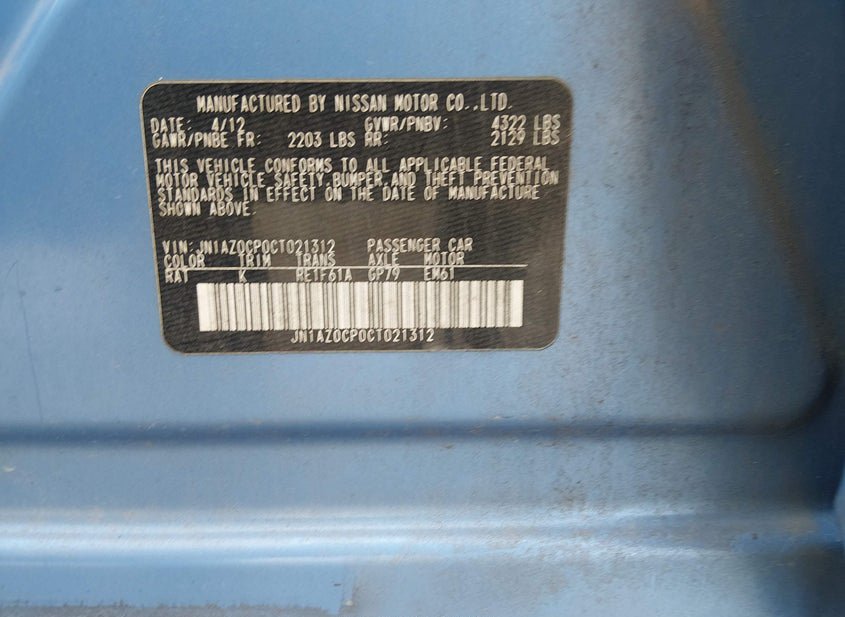 MANUFACTURED BY NISSAN MOTOR CO.,LTD.
DATE: 4/12 GVWR/PNBV: 4322 LBS
GAWR/PNBE FR: 2203 LBS RR: 2129 LBS
THIS VEHICLE CONFORMS TO ALL APPLICABLE FEDERAL
MOTOR VEHICLE SAFETY,BUMPER,AND THEFT PREVENTION
STANDARDS IN EFFECT ON THE DATE OF MANUFACTURE
SHOWN ABOVE.
VIN:JN1AZ0CP0CT021312 PASSENGER CAR
COLOR TRIM TRANS AXLE MOTOR
RAT K RE1F61A GP79 EM61
JN1AZ0CP0CT021312